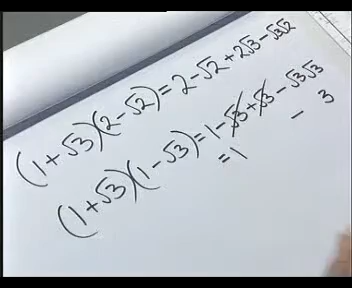 (1+√3)(2-√2)=2-√2+2√3-√3√2
(1+√3)(1-√3)=1-√3+√3-√3√3
=1 - 3